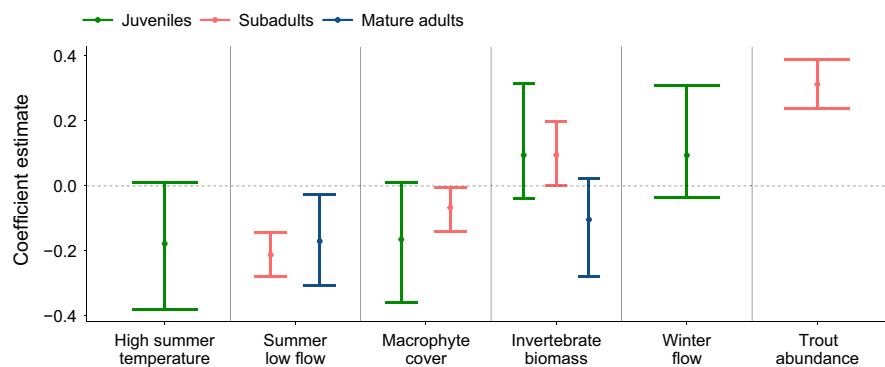 Juveniles Subadults Mature adults
Coefficient estimate
0.4
0.2
0.0
−0.2
−0.4
High summer temperature
Summer low flow
Macrophyte cover
Invertebrate biomass
Winter flow
Trout abundance